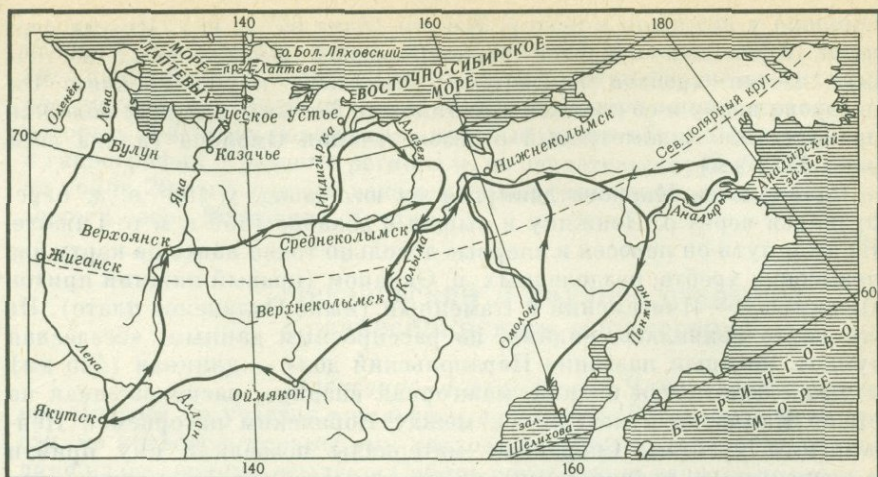 140
160
180
МОРЕ ЛАПТЕВЫХ
о. Бол. Ляховский
пр. Д. Лаптева
ВОСТОЧНО-СИБИРСКОЕ МОРЕ
Оленёк
Лена
Русское Устье
70
Булун
Казачье
Яна
Индигирка
Алазея
Нижнеколымск
Сев. полярный круг
Анадырский залив
Анадырь
Верхоянск
Среднеколымск
Жиганск
Колыма
Верхнеколымск
Омолон
Пенжина
60
Лена
Оймякон
Якутск
Алдан
зал. Шелихова
БЕРИНГОВО МОРЕ
140
160